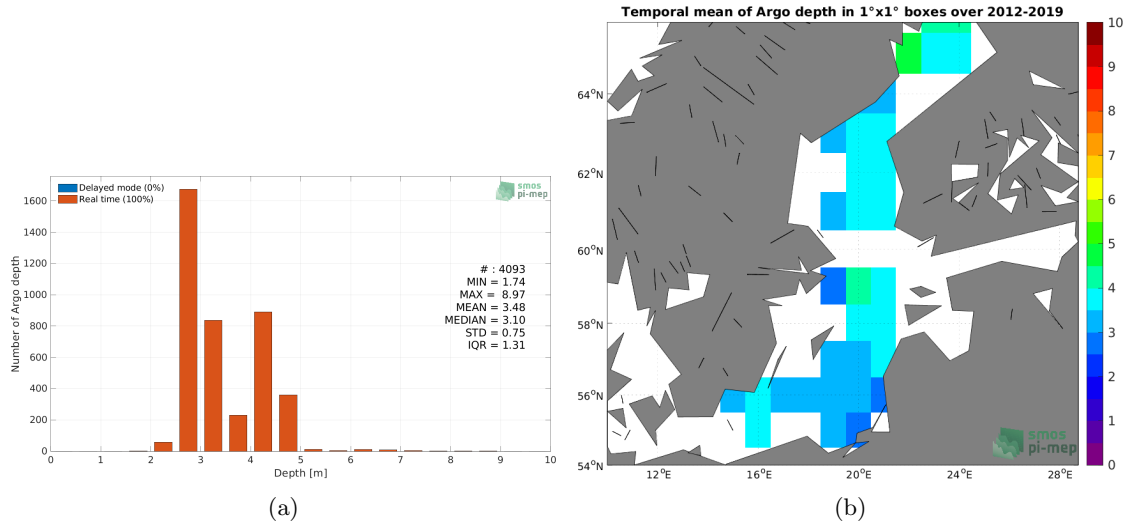 Delayed mode (0%)
Real time (100%)
smos
pi-mep
# : 4093
MIN = 1.74
MAX = 8.97
MEAN = 3.48
MEDIAN = 3.10
STD = 0.75
IQR = 1.31
Number of Argo depth
1600
1400
1200
1000
800
600
400
200
0
0 1 2 3 4 5 6 7 8 9 10
Depth [m]
(a)
Temporal mean of Argo depth in 1°x1° boxes over 2012-2019
64°N
62°N
60°N
58°N
56°N
54°N
12°E 16°E 20°E 24°E 28°E
smos
pi-mep
10
9
8
7
6
5
4
3
2
1
0
(b)